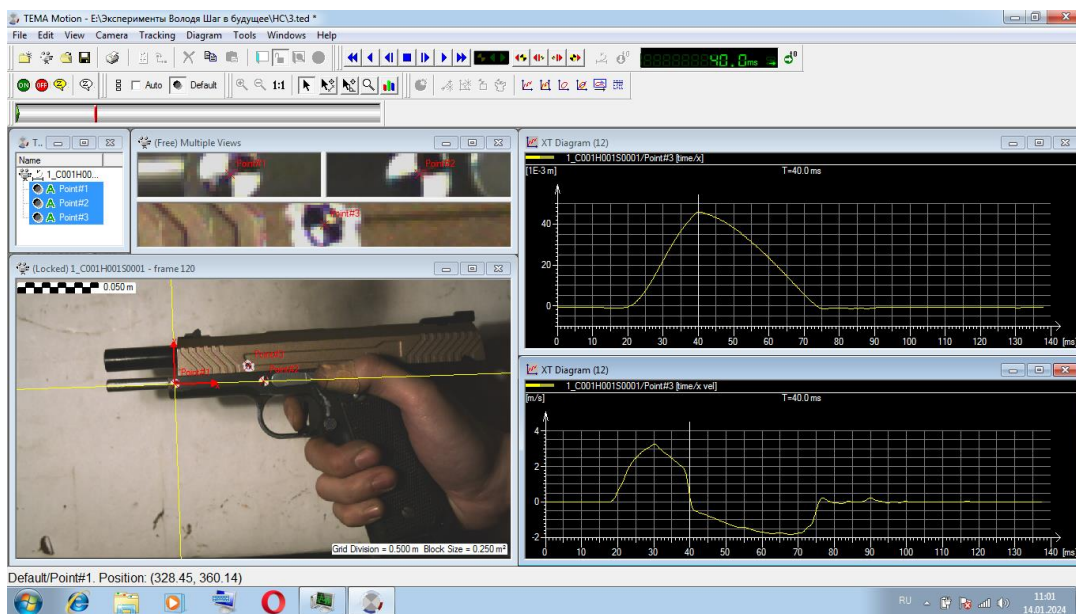 TEMA Motion - E:\Эксперименты Володя Шаг в будущее\НС\3.ted *
File Edit View Camera Tracking Diagram Tools Windows Help
40.0ms
ON OFF Auto Default 1:1
T..
Name
1_C001H00...
A Point#1
A Point#2
A Point#3
(Free) Multiple Views
Point#1
Point#2
Point#3
(Locked) 1_C001H001S0001 - frame 120
0.050 m
Point#3
Point#1 Point#2
Grid Division = 0.500 m Block Size = 0.250 m²
XT Diagram (12)
1_C001H001S0001/Point#3 [time/x]
[1E-3 m] T=40.0 ms
40
20
0
0 10 20 30 40 50 60 70 80 90 100 110 120 130 140 [ms]
XT Diagram (12)
1_C001H001S0001/Point#3 [time/x vel]
[m/s] T=40.0 ms
4
2
0
-2
0 10 20 30 40 50 60 70 80 90 100 110 120 130 140 [ms]
Default/Point#1. Position: (328.45, 360.14)
RU 11:01
14.01.2024